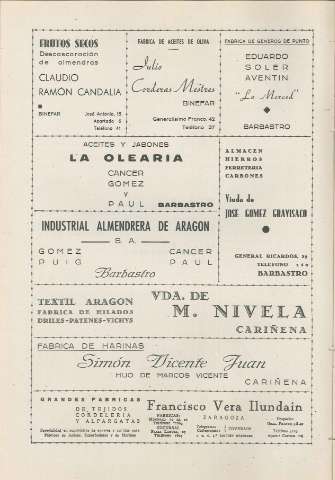 FRUTOS SECOS
Descascaración
de almendras
CLAUDIO
RAMÓN CANDALIA
BINEFAR
José Antonio, 15
Apartado 6
Teléfono 41
FABRICA DE ACEITES DE OLIVA
Julio
Corderas Mestres
BINEFAR
Generalísimo Franco, 42
Teléfono 27
FABRICA DE GENEROS DE PUNTO
EDUARDO
SOLER
AVENTIN
"La Merced"
BARBASTRO
ACEITES Y JABONES
LA OLEARIA
CANCER
GOMEZ
Y
PAUL BARBASTRO
ALMACEN
HIERROS
FERRETERIA
CARBONES
Viuda de
JOSE GOMEZ GRAVISACO
GENERAL RICARDOS, 29
TELEFONO
BARBASTRO
INDUSTRIAL ALMENDRERA DE ARAGON
S. A.
GOMEZ CANCER
PUIG PAUL
Barbastro
TEXTIL ARAGON
FABRICA DE HILADOS
DRILES-PATENES-VICHYS
VDA. DE
M. NIVELA
CARIÑENA
FABRICA DE HARINAS
Simón Vicente Juan
HIJO DE MARCOS VICENTE
CARIÑENA
GRANDES FABRICAS
DE TEJIDOS
CORDELERIA
Y ALPARGATAS
Francisco Vera Ilundain
FABRICAS:
ZARAGOZA